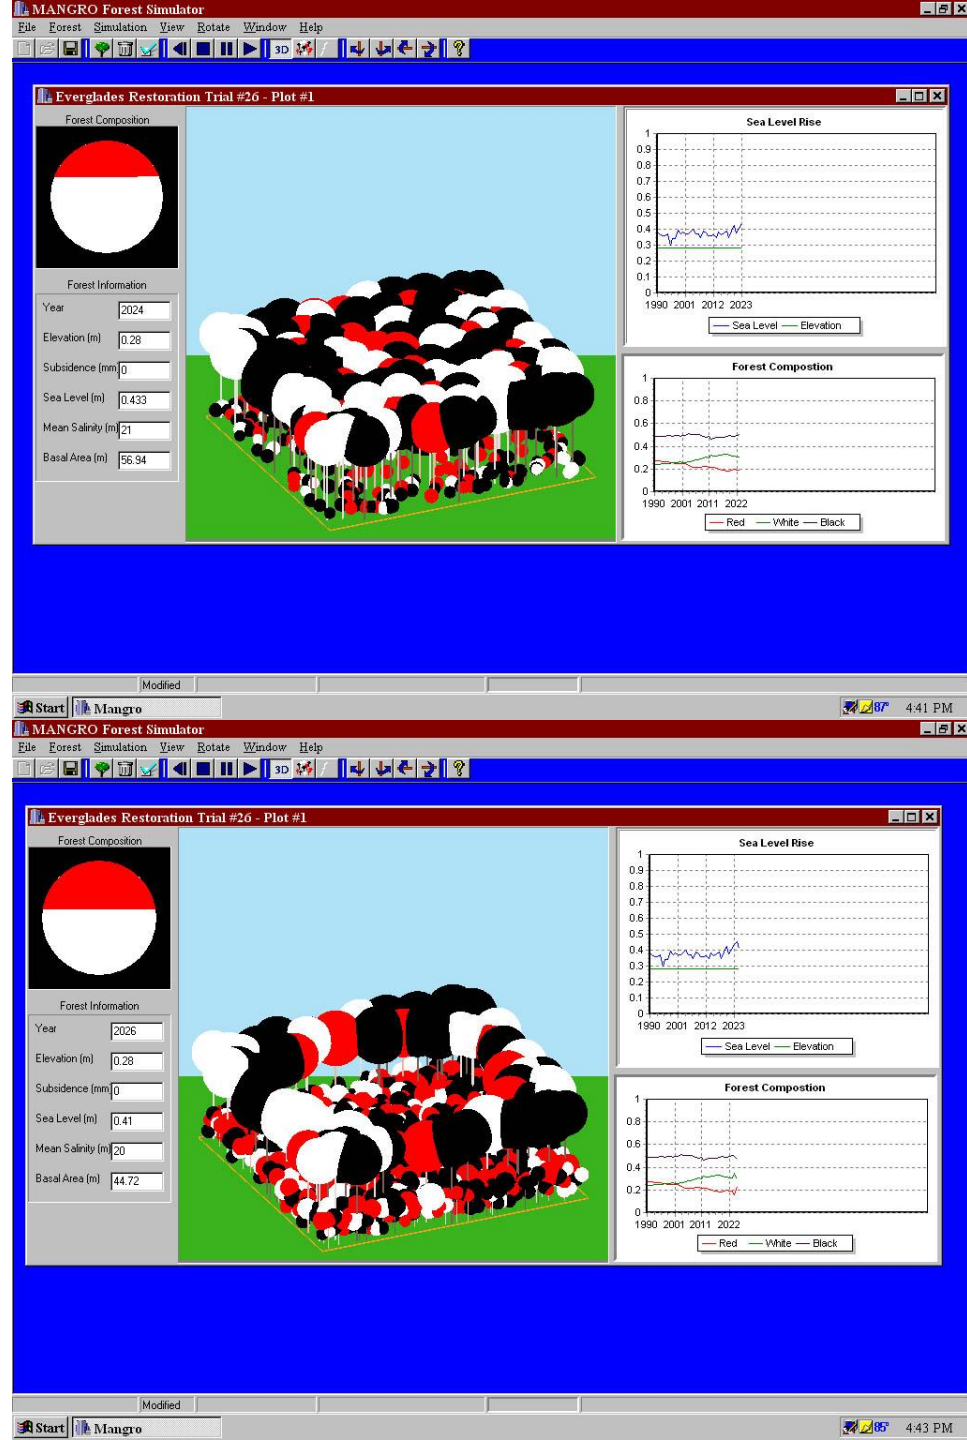 MANGRO Forest Simulator
File Forest Simulation View Rotate Window Help
3D
Everglades Restoration Trial #26 - Plot #1
Forest Composition
Forest Information
Year 2024
Elevation (m) 0.28
Subsidence (mm) 0
Sea Level (m) 0.433
Mean Salinity (m) 21
Basal Area (m) 56.94
Sea Level Rise
1
0.9
0.8
0.7
0.6
0.5
0.4
0.3
0.2
0.1
0
1990 2001 2012 2023
Sea Level Elevation
Forest Compostion
1
0.8
0.6
0.4
0.2
0
1990 2001 2011 2022
Red White Black
Modified
Start Mangro 87° 4:41 PM
MANGRO Forest Simulator
File Forest Simulation View Rotate Window Help
3D
Everglades Restoration Trial #26 - Plot #1
Forest Composition
Forest Information
Year 2026
Elevation (m) 0.28
Subsidence (mm) 0
Sea Level (m) 0.41
Mean Salinity (m) 20
Basal Area (m) 44.72
Sea Level Rise
1
0.9
0.8
0.7
0.6
0.5
0.4
0.3
0.2
0.1
0
1990 2001 2012 2023
Sea Level Elevation
Forest Compostion
1
0.8
0.6
0.4
0.2
0
1990 2001 2011 2022
Red White Black
Modified
Start Mangro 85° 4:43 PM